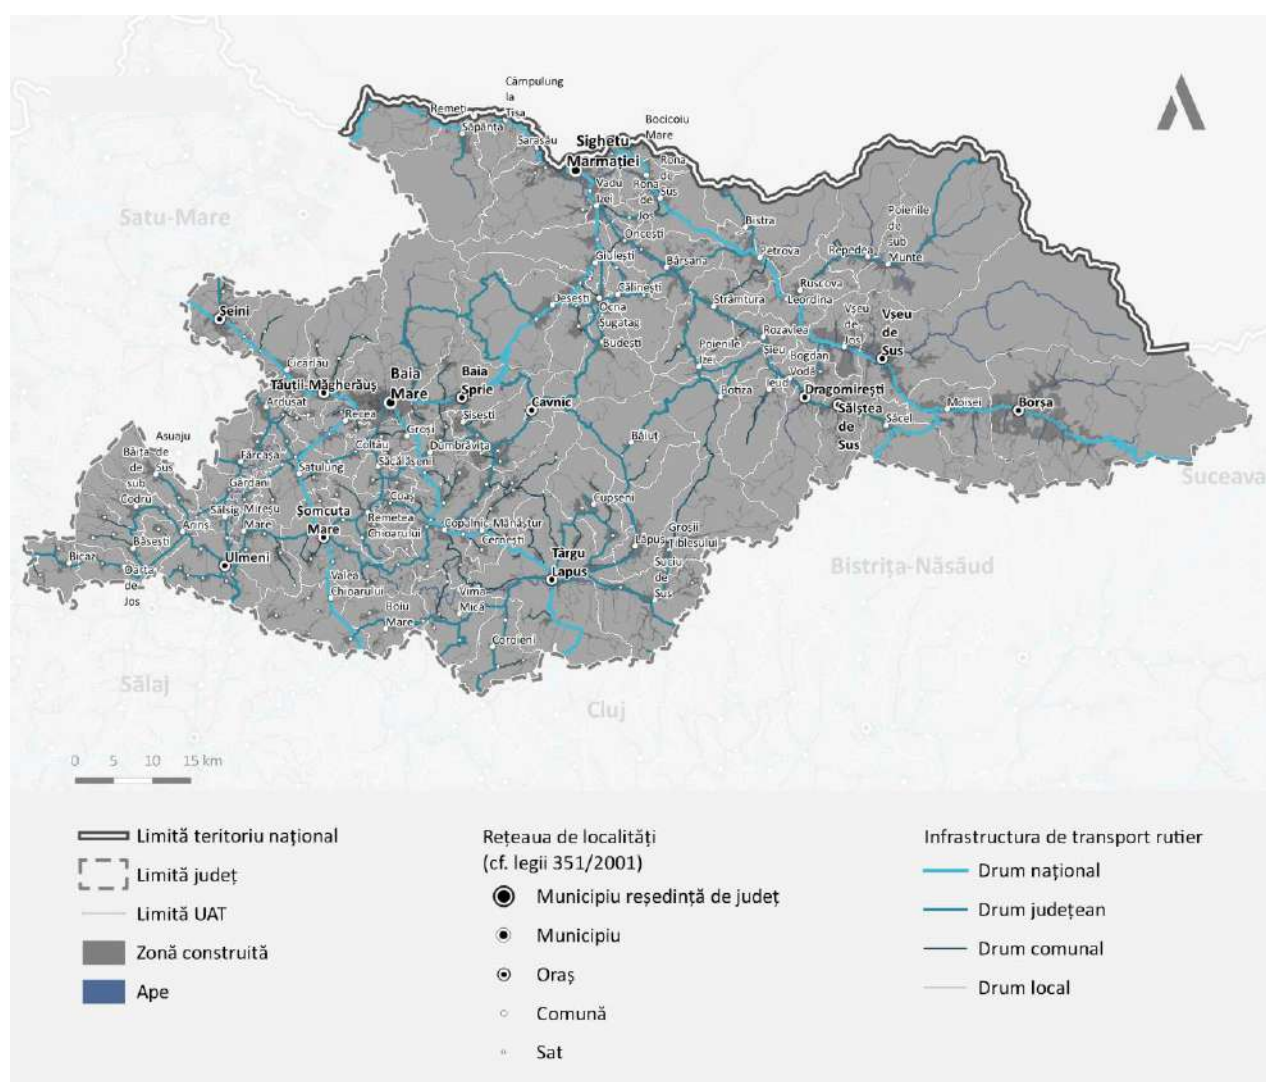 Câmpulung
la
Tisa
Remeți
Săpânța
Bocicoiu
Mare
Sarasău
Sighetu
Marmației
Rona
de
Sus
Vadu
Izei
Rona
de
Jos
Satu-Mare
Poienile
de
sub
Munte
Bistra
Oncești
Petrova
Repedea
Giulești
Bârsana
Ruscova
Călinești
Leordina
Desești
Strâmtura
Ocna
Șugatag
Vșeu
de
Jos
Vșeu
de
Sus
Seini
Rozavlea
Budești
Poienile
Izei
Șieu
Bogdan
Vodă
Cicârlău
Baia
Mare
Baia
Sprie
Tăuții-Măgherăuș
Botiza
Ieud
Dragomirești
Ardusat
Cavnic
Săliștea
de
Sus
Moisei
Borșa
Recea
Sisești
Săcel
Groși
Asuaju
de
Sus
Coltău
Dumbrăvița
Băiuț
Băița
de
sub
Codru
Fărcașa
Satulung
Săcălășeni
Suceava
Gârdani
Coaș
Cupșeni
Sălsig
Mireșu
Mare
Șomcuta
Mare
Remetea
Chioarului
Ariniș
Copalnic-Mănăștur
Groșii
Țibleșului
Băsești
Cernești
Lăpuș
Bicaz
Ulmeni
Târgu
Lăpuș
Suciu
de
Sus
Bistrița-Năsăud
Oarța
de
Jos
Valea
Chioarului
Vima
Mică
Boiu
Mare
Coroieni
Sălaj
Cluj
0 5 10 15 km
Limită teritoriu național
Limită județ
Limită UAT
Zonă construită
Ape
Rețeaua de localități
(cf. legii 351/2001)
Municipiu reședință de județ
Municipiu
Oraș
Comună
Sat
Infrastructura de transport rutier
Drum național
Drum județean
Drum comunal
Drum local